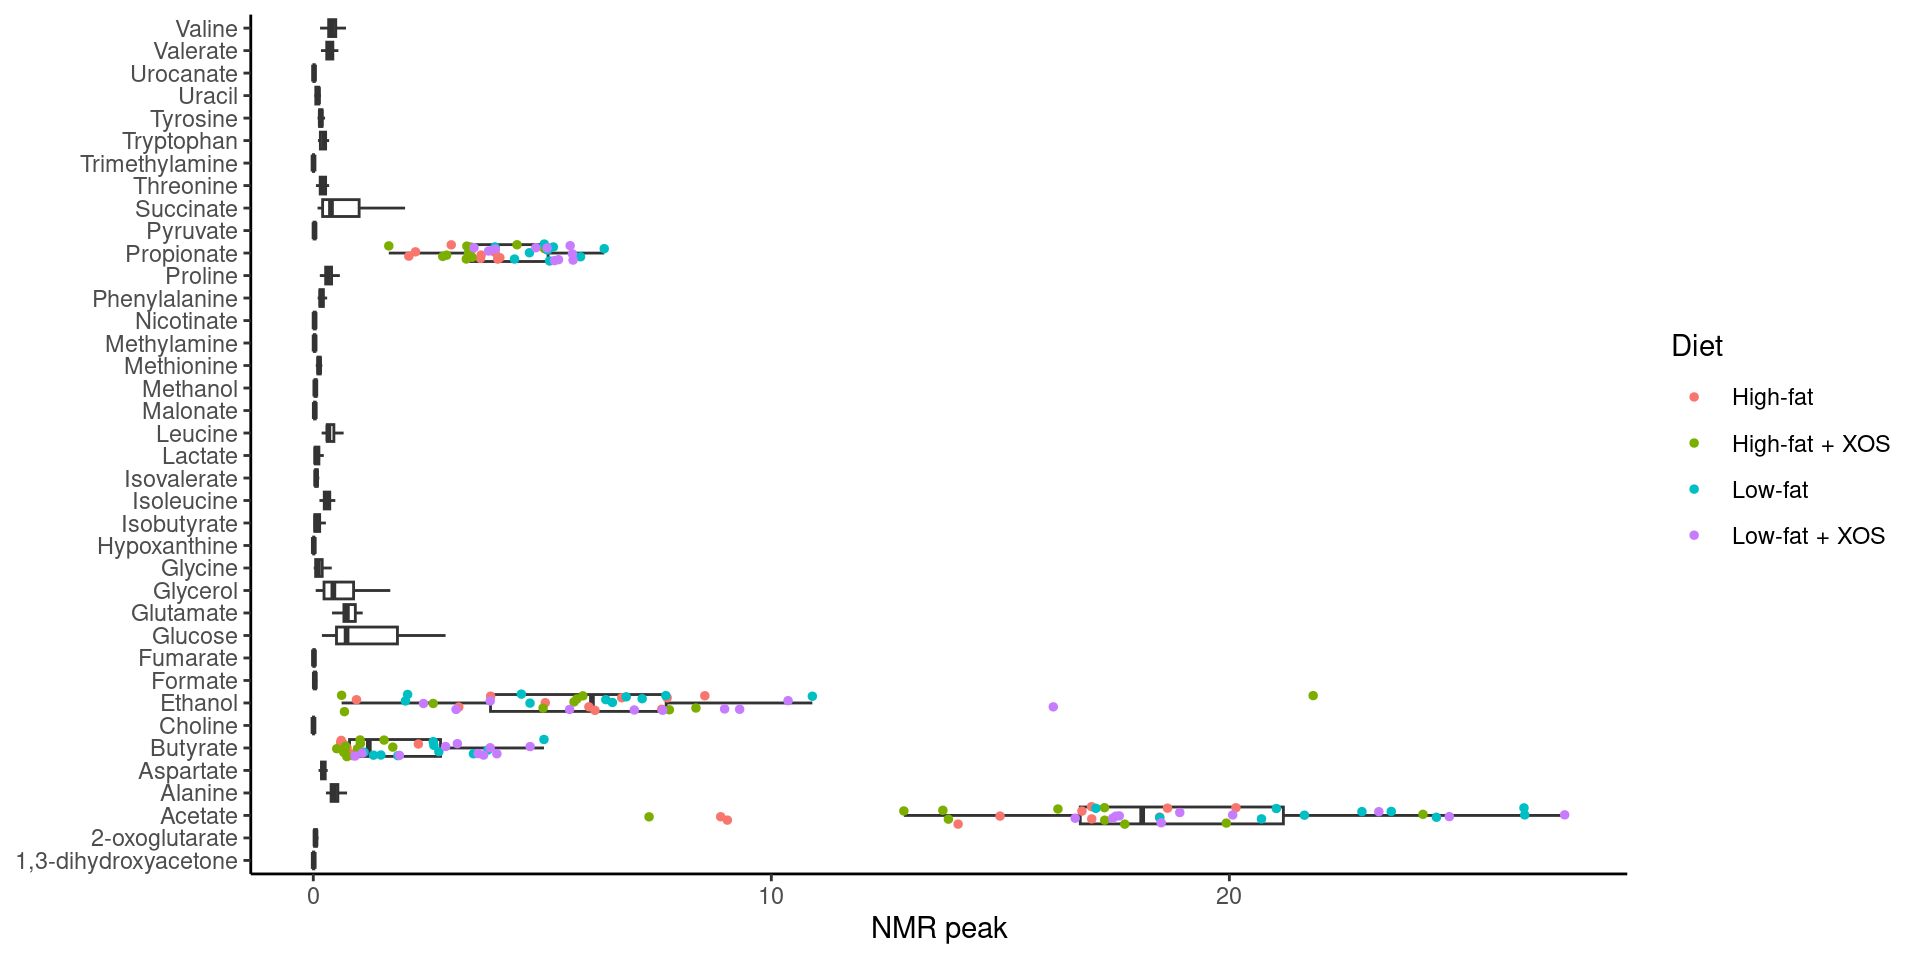 Valine
Valerate
Urocanate
Uracil
Tyrosine
Tryptophan
Trimethylamine
Threonine
Succinate
Pyruvate
Propionate
Proline
Phenylalanine
Nicotinate
Methylamine
Methionine
Methanol
Malonate
Leucine
Lactate
Isovalerate
Isoleucine
Isobutyrate
Hypoxanthine
Glycine
Glycerol
Glutamate
Glucose
Fumarate
Formate
Ethanol
Choline
Butyrate
Aspartate
Alanine
Acetate
2-oxoglutarate
1,3-dihydroxyacetone
0 10 20
NMR peak
Diet
High-fat
High-fat + XOS
Low-fat
Low-fat + XOS